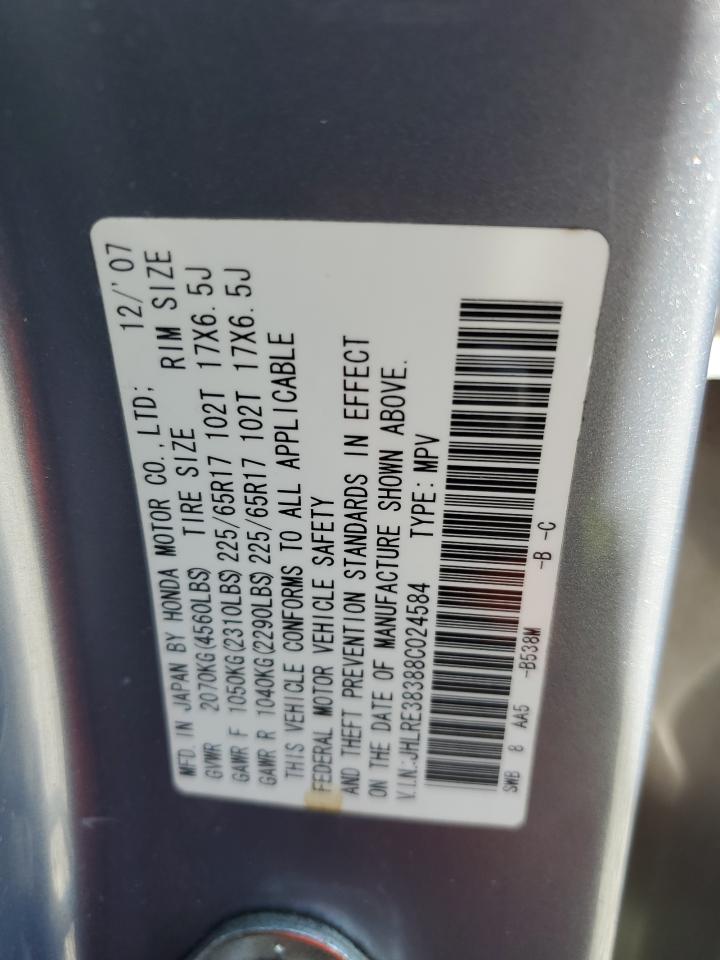 MFD. IN JAPAN BY HONDA MOTOR CO., LTD; 12/'07
GVWR 2070KG(4560LBS) TIRE SIZE RIM SIZE
GAWR F 1050KG(2310LBS) 225/65R17 102T 17X6.5J
GAWR R 1040KG(2290LBS) 225/65R17 102T 17X6.5J
THIS VEHICLE CONFORMS TO ALL APPLICABLE
FEDERAL MOTOR VEHICLE SAFETY
AND THEFT PREVENTION STANDARDS IN EFFECT
ON THE DATE OF MANUFACTURE SHOWN ABOVE.
V.I.N.:JHLRE38388C024584 TYPE:MPV
SWB 8 AA5 -B538M -B -C